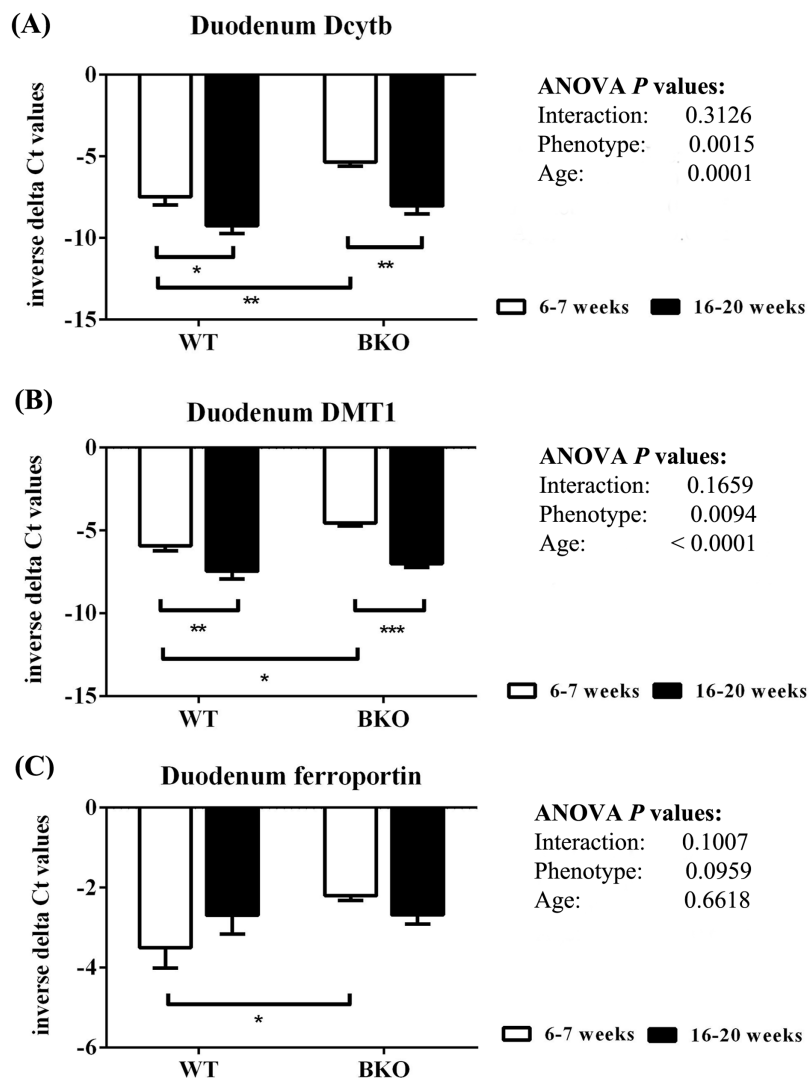 (A)
Duodenum Dcytb
inverse delta Ct values
0
-5
-10
-15
*
**
**
WT
BKO
ANOVA P values:
Interaction: 0.3126
Phenotype: 0.0015
Age: 0.0001
6-7 weeks 16-20 weeks
(B)
Duodenum DMT1
inverse delta Ct values
0
-5
-10
-15
**
***
*
WT
BKO
ANOVA P values:
Interaction: 0.1659
Phenotype: 0.0094
Age: < 0.0001
6-7 weeks 16-20 weeks
(C)
Duodenum ferroportin
inverse delta Ct values
0
-2
-4
-6
*
WT
BKO
ANOVA P values:
Interaction: 0.1007
Phenotype: 0.0959
Age: 0.6618
6-7 weeks 16-20 weeks